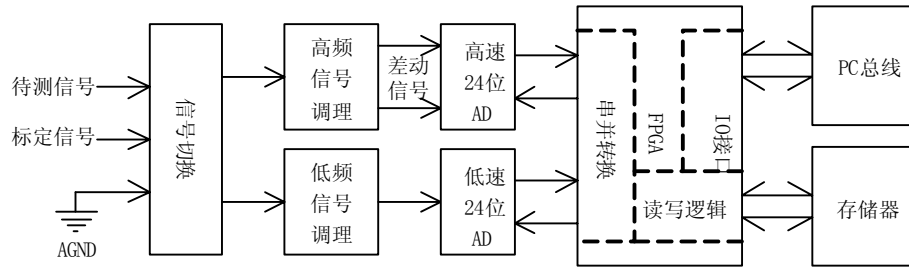 待测信号
标定信号
AGND
信号切换
高频
信号
调理
差动
信号
高速
24位
AD
低频
信号
调理
低速
24位
AD
串并转换
FPGA
IO接口
读写逻辑
PC总线
存储器